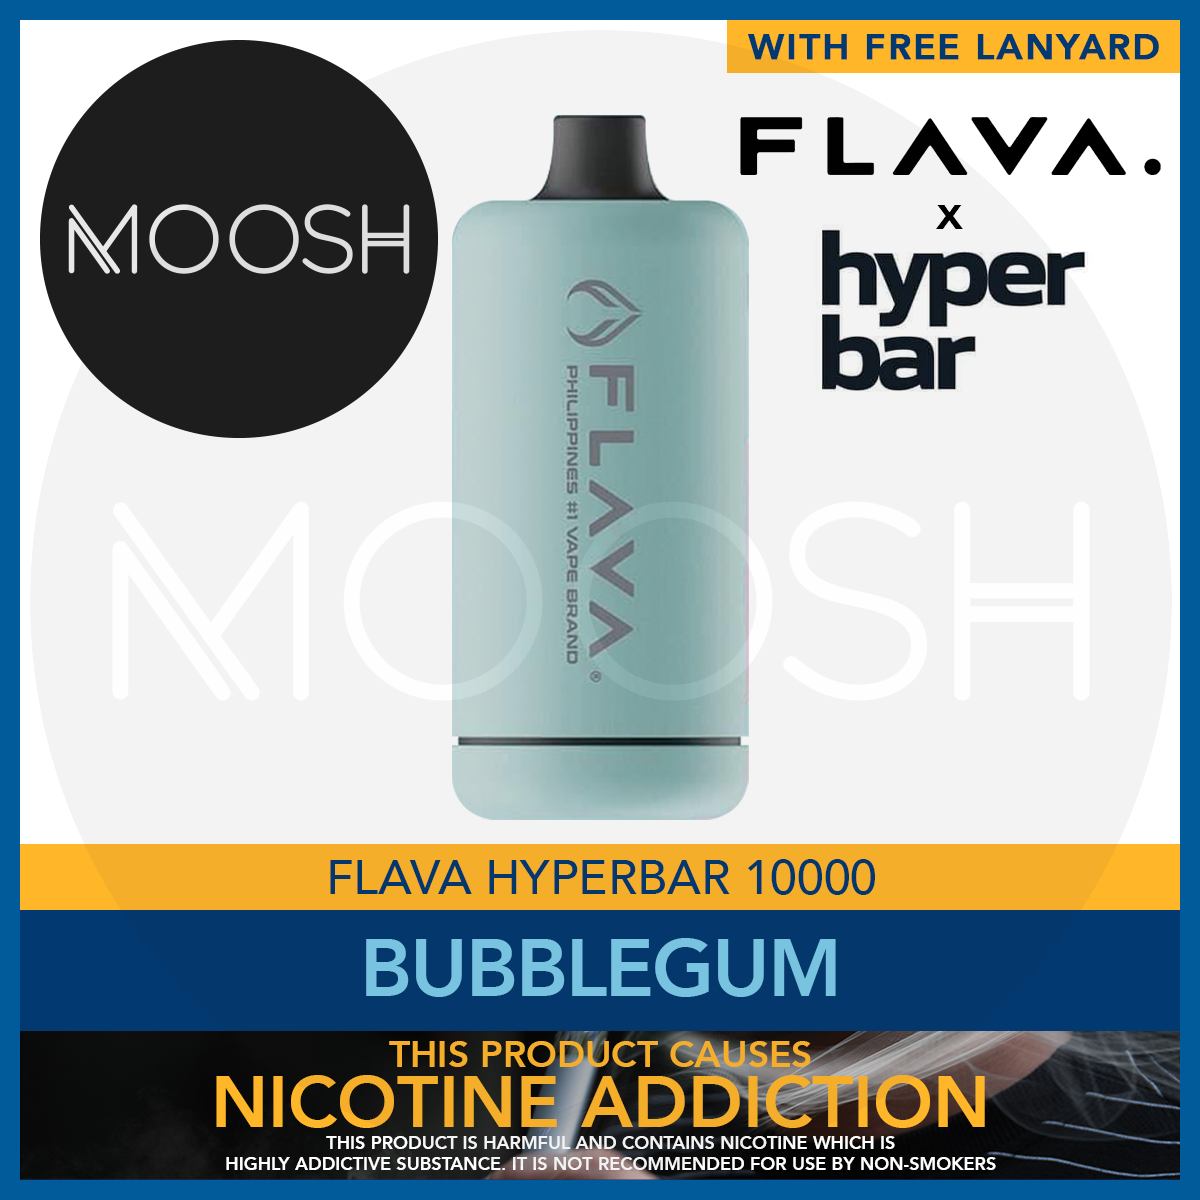 WITH FREE LANYARD
MOOSH
FLAVA.
x
hyper
bar
FLAVA®
PHILIPPINES #1 VAPE BRAND
MOOSH
FLAVA HYPERBAR 10000
BUBBLEGUM
THIS PRODUCT CAUSES
NICOTINE ADDICTION
THIS PRODUCT IS HARMFUL AND CONTAINS NICOTINE WHICH IS
HIGHLY ADDICTIVE SUBSTANCE. IT IS NOT RECOMMENDED FOR USE BY NON-SMOKERS